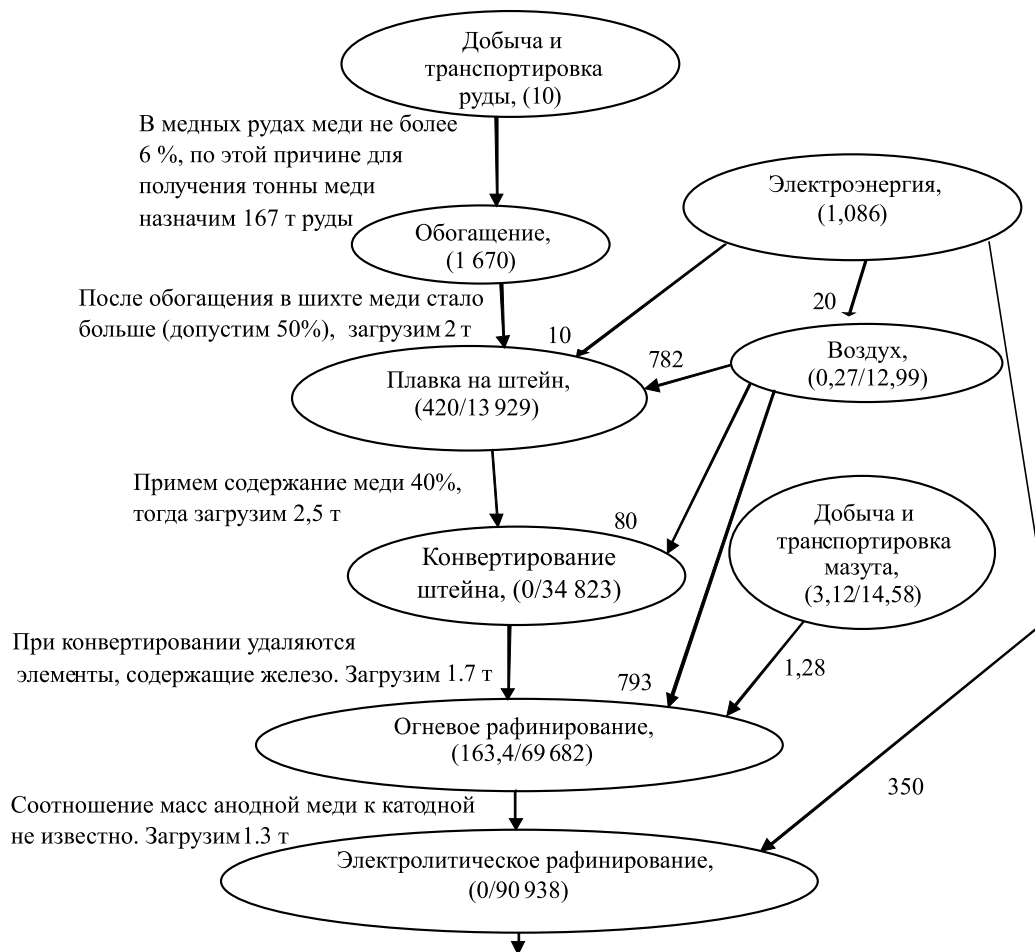 Добыча и
транспортировка
руды, (10)
В медных рудах меди не более
6 %, по этой причине для
получения тонны меди
назначим 167 т руды
Электроэнергия,
(1,086)
Обогащение,
(1 670)
После обогащения в шихте меди стало
больше (допустим 50%), загрузим 2 т
10
20
782
Воздух,
(0,27/12,99)
Плавка на штейн,
(420/13 929)
Примем содержание меди 40%,
тогда загрузим 2,5 т
80
Добыча и
транспортировка
мазута,
(3,12/14,58)
Конвертирование
штейна, (0/34 823)
При конвертировании удаляются
элементы, содержащие железо. Загрузим 1.7 т
793
1,28
Огневое рафинирование,
(163,4/69 682)
350
Соотношение масс анодной меди к катодной
не известно. Загрузим 1.3 т
Электролитическое рафинирование,
(0/90 938)